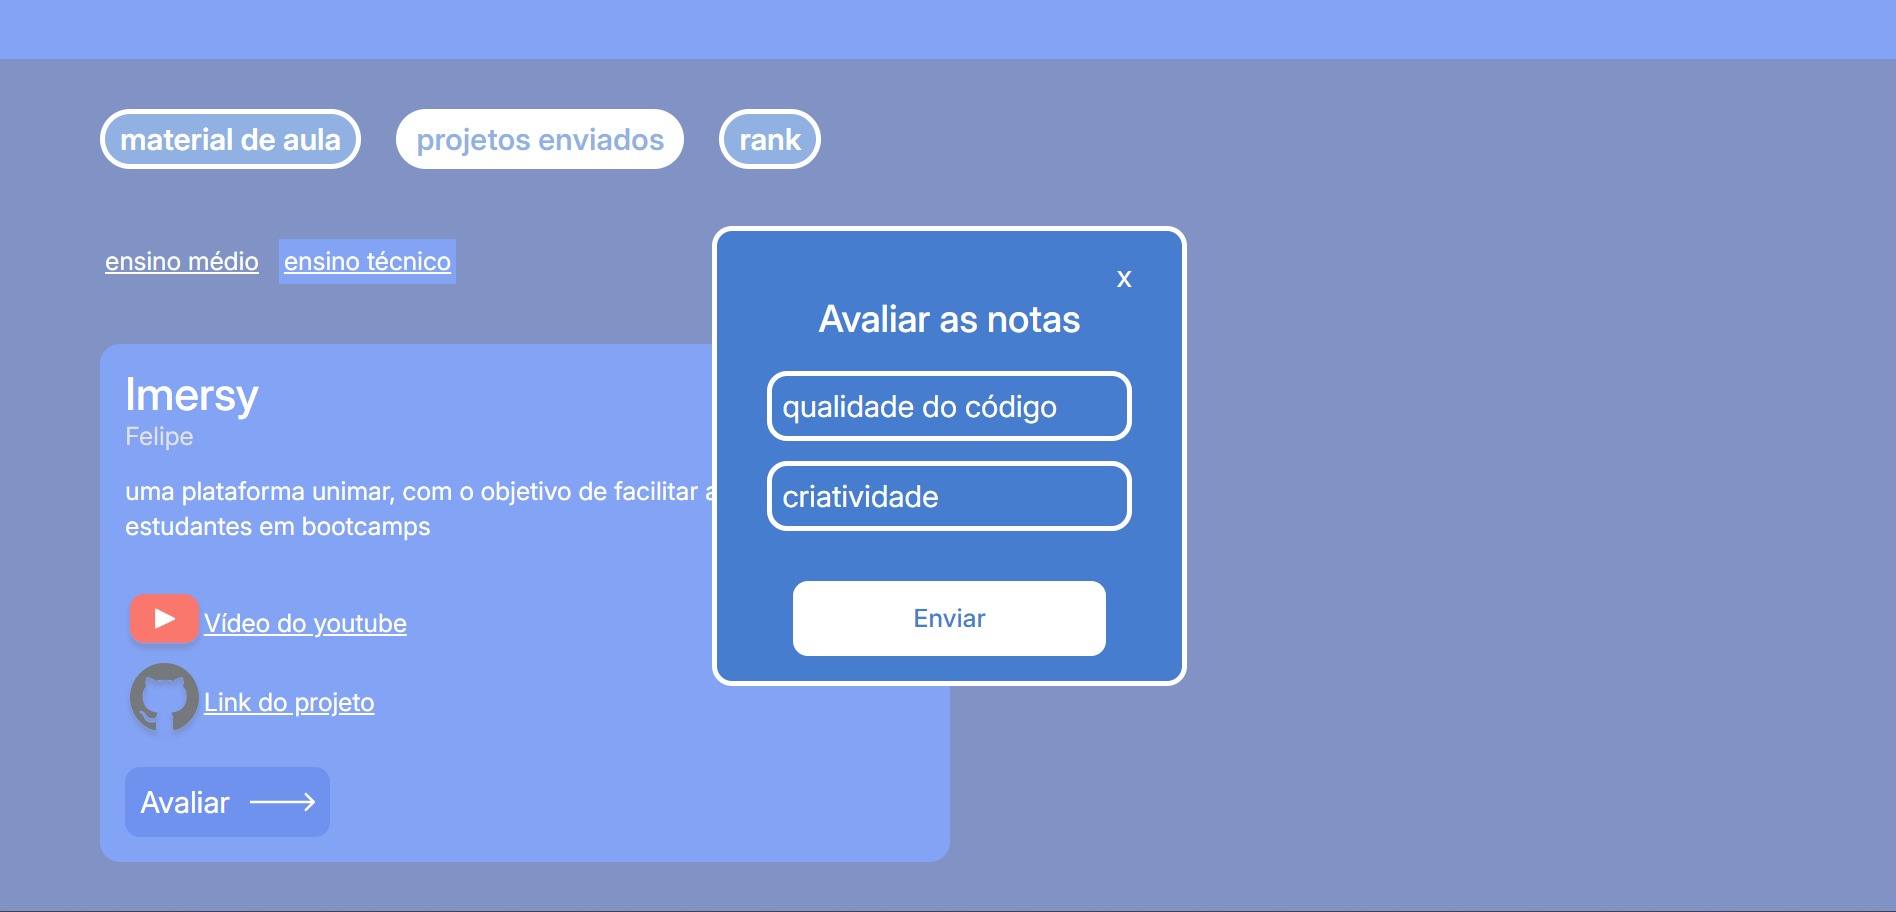 material de aula
projetos enviados
rank
ensino médio
ensino técnico
Imersy
Felipe
uma plataforma unimar, com o objetivo de facilitar
estudantes em bootcamps
Vídeo do youtube
Link do projeto
Avaliar
x
Avaliar as notas
qualidade do código
criatividade
Enviar